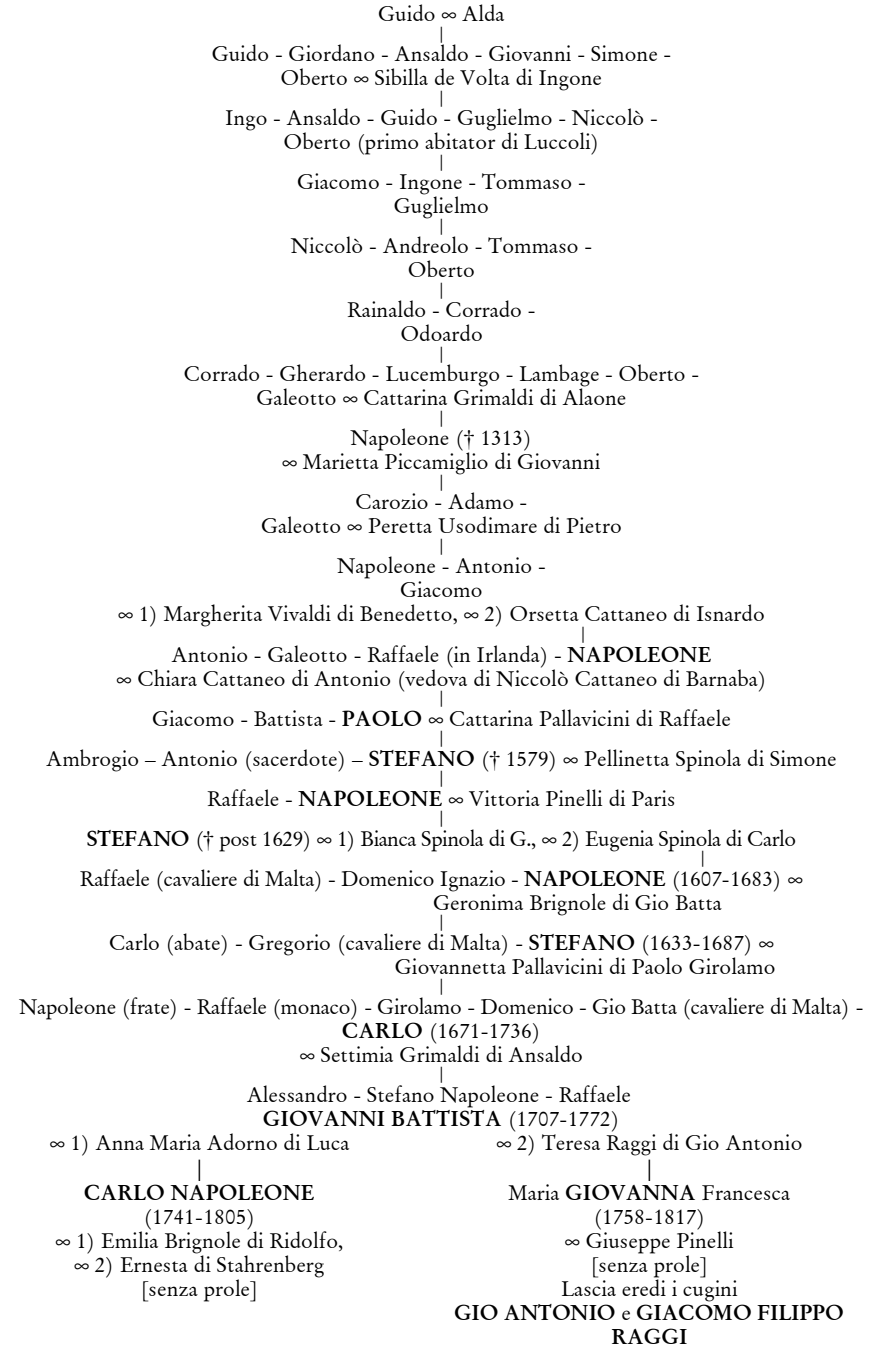 Guido ∞ Alda
Guido - Giordano - Ansaldo - Giovanni - Simone -
Oberto ∞ Sibilla de Volta di Ingone
Ingo - Ansaldo - Guido - Guglielmo - Niccolò -
Oberto (primo abitator di Luccoli)
Giacomo - Ingone - Tommaso -
Guglielmo
Niccolò - Andreolo - Tommaso -
Oberto
Rainaldo - Corrado -
Odoardo
Corrado - Gherardo - Lucemburgo - Lambage - Oberto -
Galeotto ∞ Cattarina Grimaldi di Alaone
Napoleone († 1313)
∞ Marietta Piccamiglio di Giovanni
Carozio - Adamo -
Galeotto ∞ Peretta Usodimare di Pietro
Napoleone - Antonio -
Giacomo
∞ 1) Margherita Vivaldi di Benedetto, ∞ 2) Orsetta Cattaneo di Isnardo
Antonio - Galeotto - Raffaele (in Irlanda) - NAPOLEONE
∞ Chiara Cattaneo di Antonio (vedova di Niccolò Cattaneo di Barnaba)
Giacomo - Battista - PAOLO ∞ Cattarina Pallavicini di Raffaele
Ambrogio – Antonio (sacerdote) – STEFANO († 1579) ∞ Pellinetta Spinola di Simone
Raffaele - NAPOLEONE ∞ Vittoria Pinelli di Paris
STEFANO († post 1629) ∞ 1) Bianca Spinola di G., ∞ 2) Eugenia Spinola di Carlo
Raffaele (cavaliere di Malta) - Domenico Ignazio - NAPOLEONE (1607-1683) ∞
Geronima Brignole di Gio Batta
Carlo (abate) - Gregorio (cavaliere di Malta) - STEFANO (1633-1687) ∞
Giovannetta Pallavicini di Paolo Girolamo
Napoleone (frate) - Raffaele (monaco) - Girolamo - Domenico - Gio Batta (cavaliere di Malta) -
CARLO (1671-1736)
∞ Settimia Grimaldi di Ansaldo
Alessandro - Stefano Napoleone - Raffaele
GIOVANNI BATTISTA (1707-1772)
∞ 1) Anna Maria Adorno di Luca
CARLO NAPOLEONE
(1741-1805)
∞ 1) Emilia Brignole di Ridolfo,
∞ 2) Ernesta di Stahrenberg
[senza prole]
∞ 2) Teresa Raggi di Gio Antonio
Maria GIOVANNA Francesca
(1758-1817)
∞ Giuseppe Pinelli
[senza prole]
Lascia eredi i cugini
GIO ANTONIO e GIACOMO FILIPPO
RAGGI